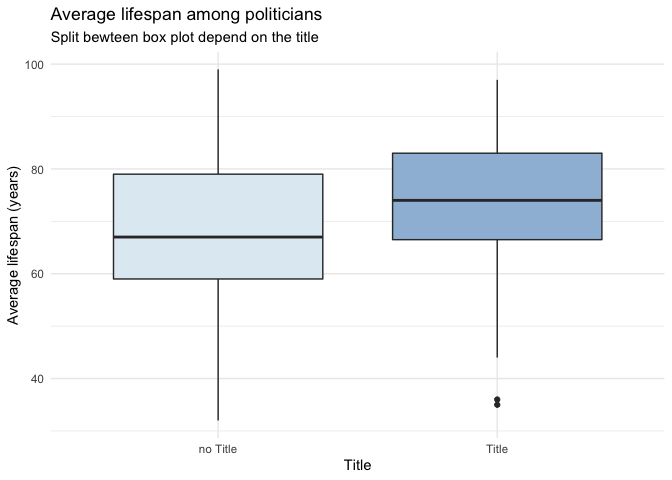 Average lifespan among politicians
Split bewteen box plot depend on the title
100
80
60
40
Average lifespan (years)
no Title
Title
Title